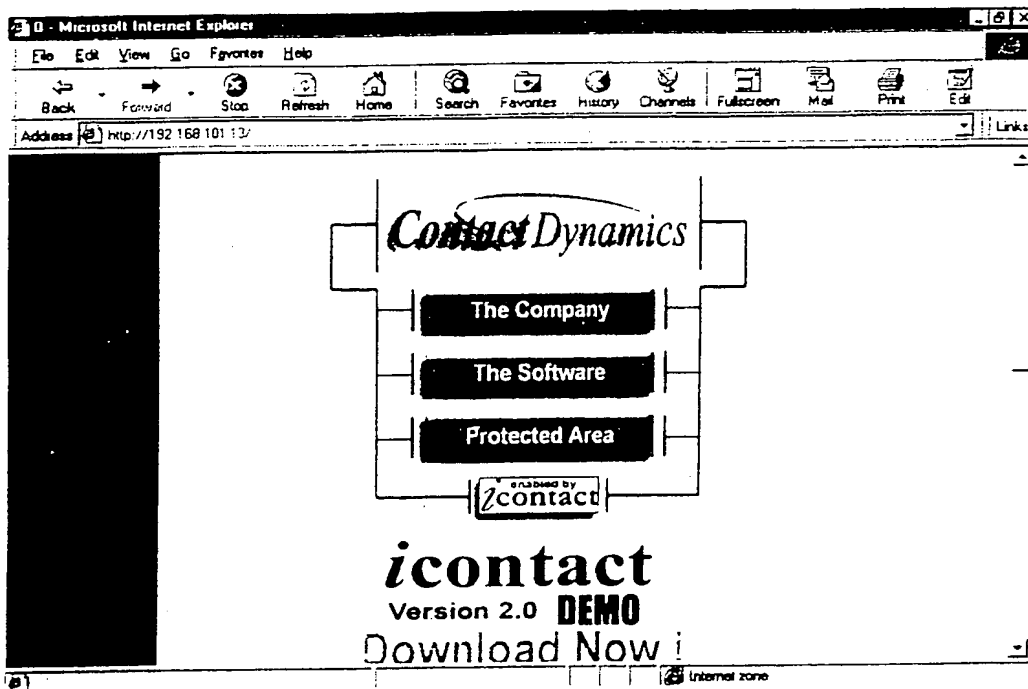 0 - Microsoft Internet Explorer
File Edit View Go Favorites Help
Back Forward Stop Refresh Home Search Favorites History Channels Fullscreen Mail Print Edit
Address http://192 168 101 13/ Links
Contact Dynamics
The Company
The Software
Protected Area
enabled by
icontact
icontact
Version 2.0 DEMO
Download Now !
Internet zone